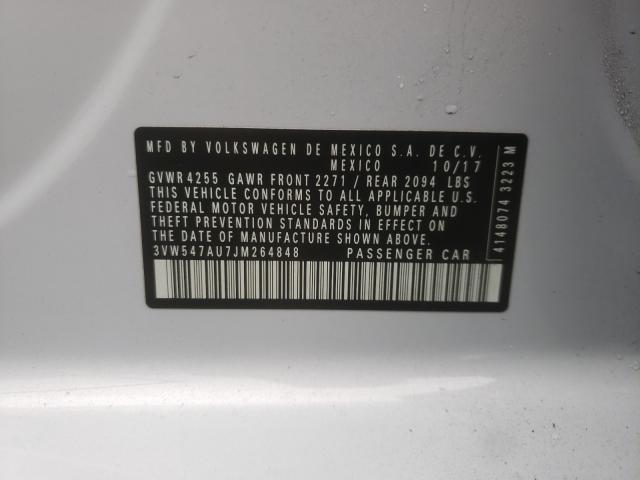 MFD BY VOLKSWAGEN DE MEXICO S.A. DE C.V.
MEXICO 10/17
GVWR 4255 GAWR FRONT 2271 / REAR 2094 LBS
THIS VEHICLE CONFORMS TO ALL APPLICABLE U.S.
FEDERAL MOTOR VEHICLE SAFETY, BUMPER AND
THEFT PREVENTION STANDARDS IN EFFECT ON
THE DATE OF MANUFACTURE SHOWN ABOVE.
3VW547AU7JM264848 PASSENGER CAR
4148074 3223 M